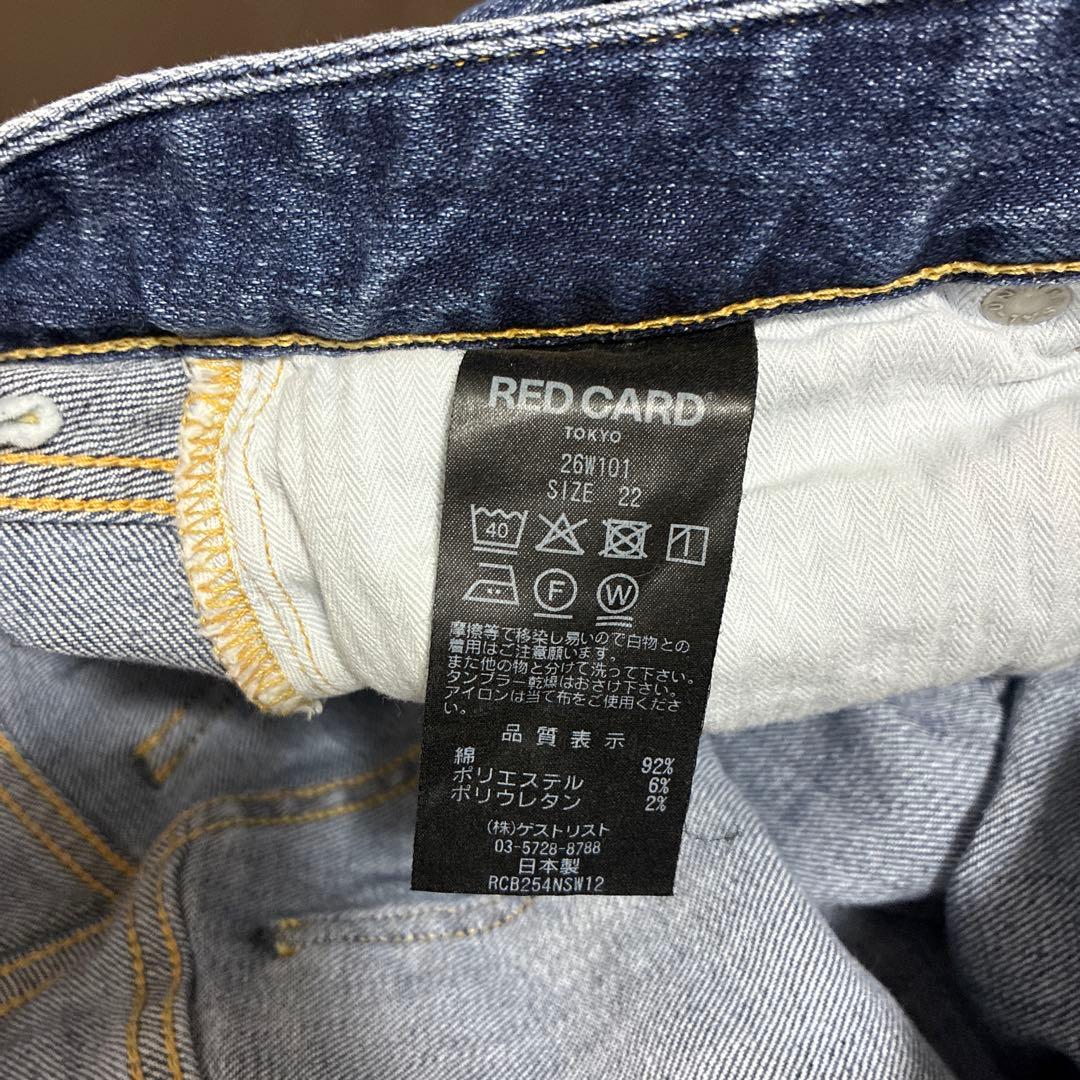 RED CARD®
TOKYO
26W101
SIZE 22
40
F
W
摩擦等で移染し易いので白物との
着用はご注意願います。
また他の物と分けて洗って下さい。
タンブラー乾燥はおさけ下さい。
アイロンは当て布をご使用くださ
い。
品質表示
綿 92%
ポリエステル 6%
ポリウレタン 2%
(株)ゲストリスト
03-5728-8788
日本製
RCB254NSW12